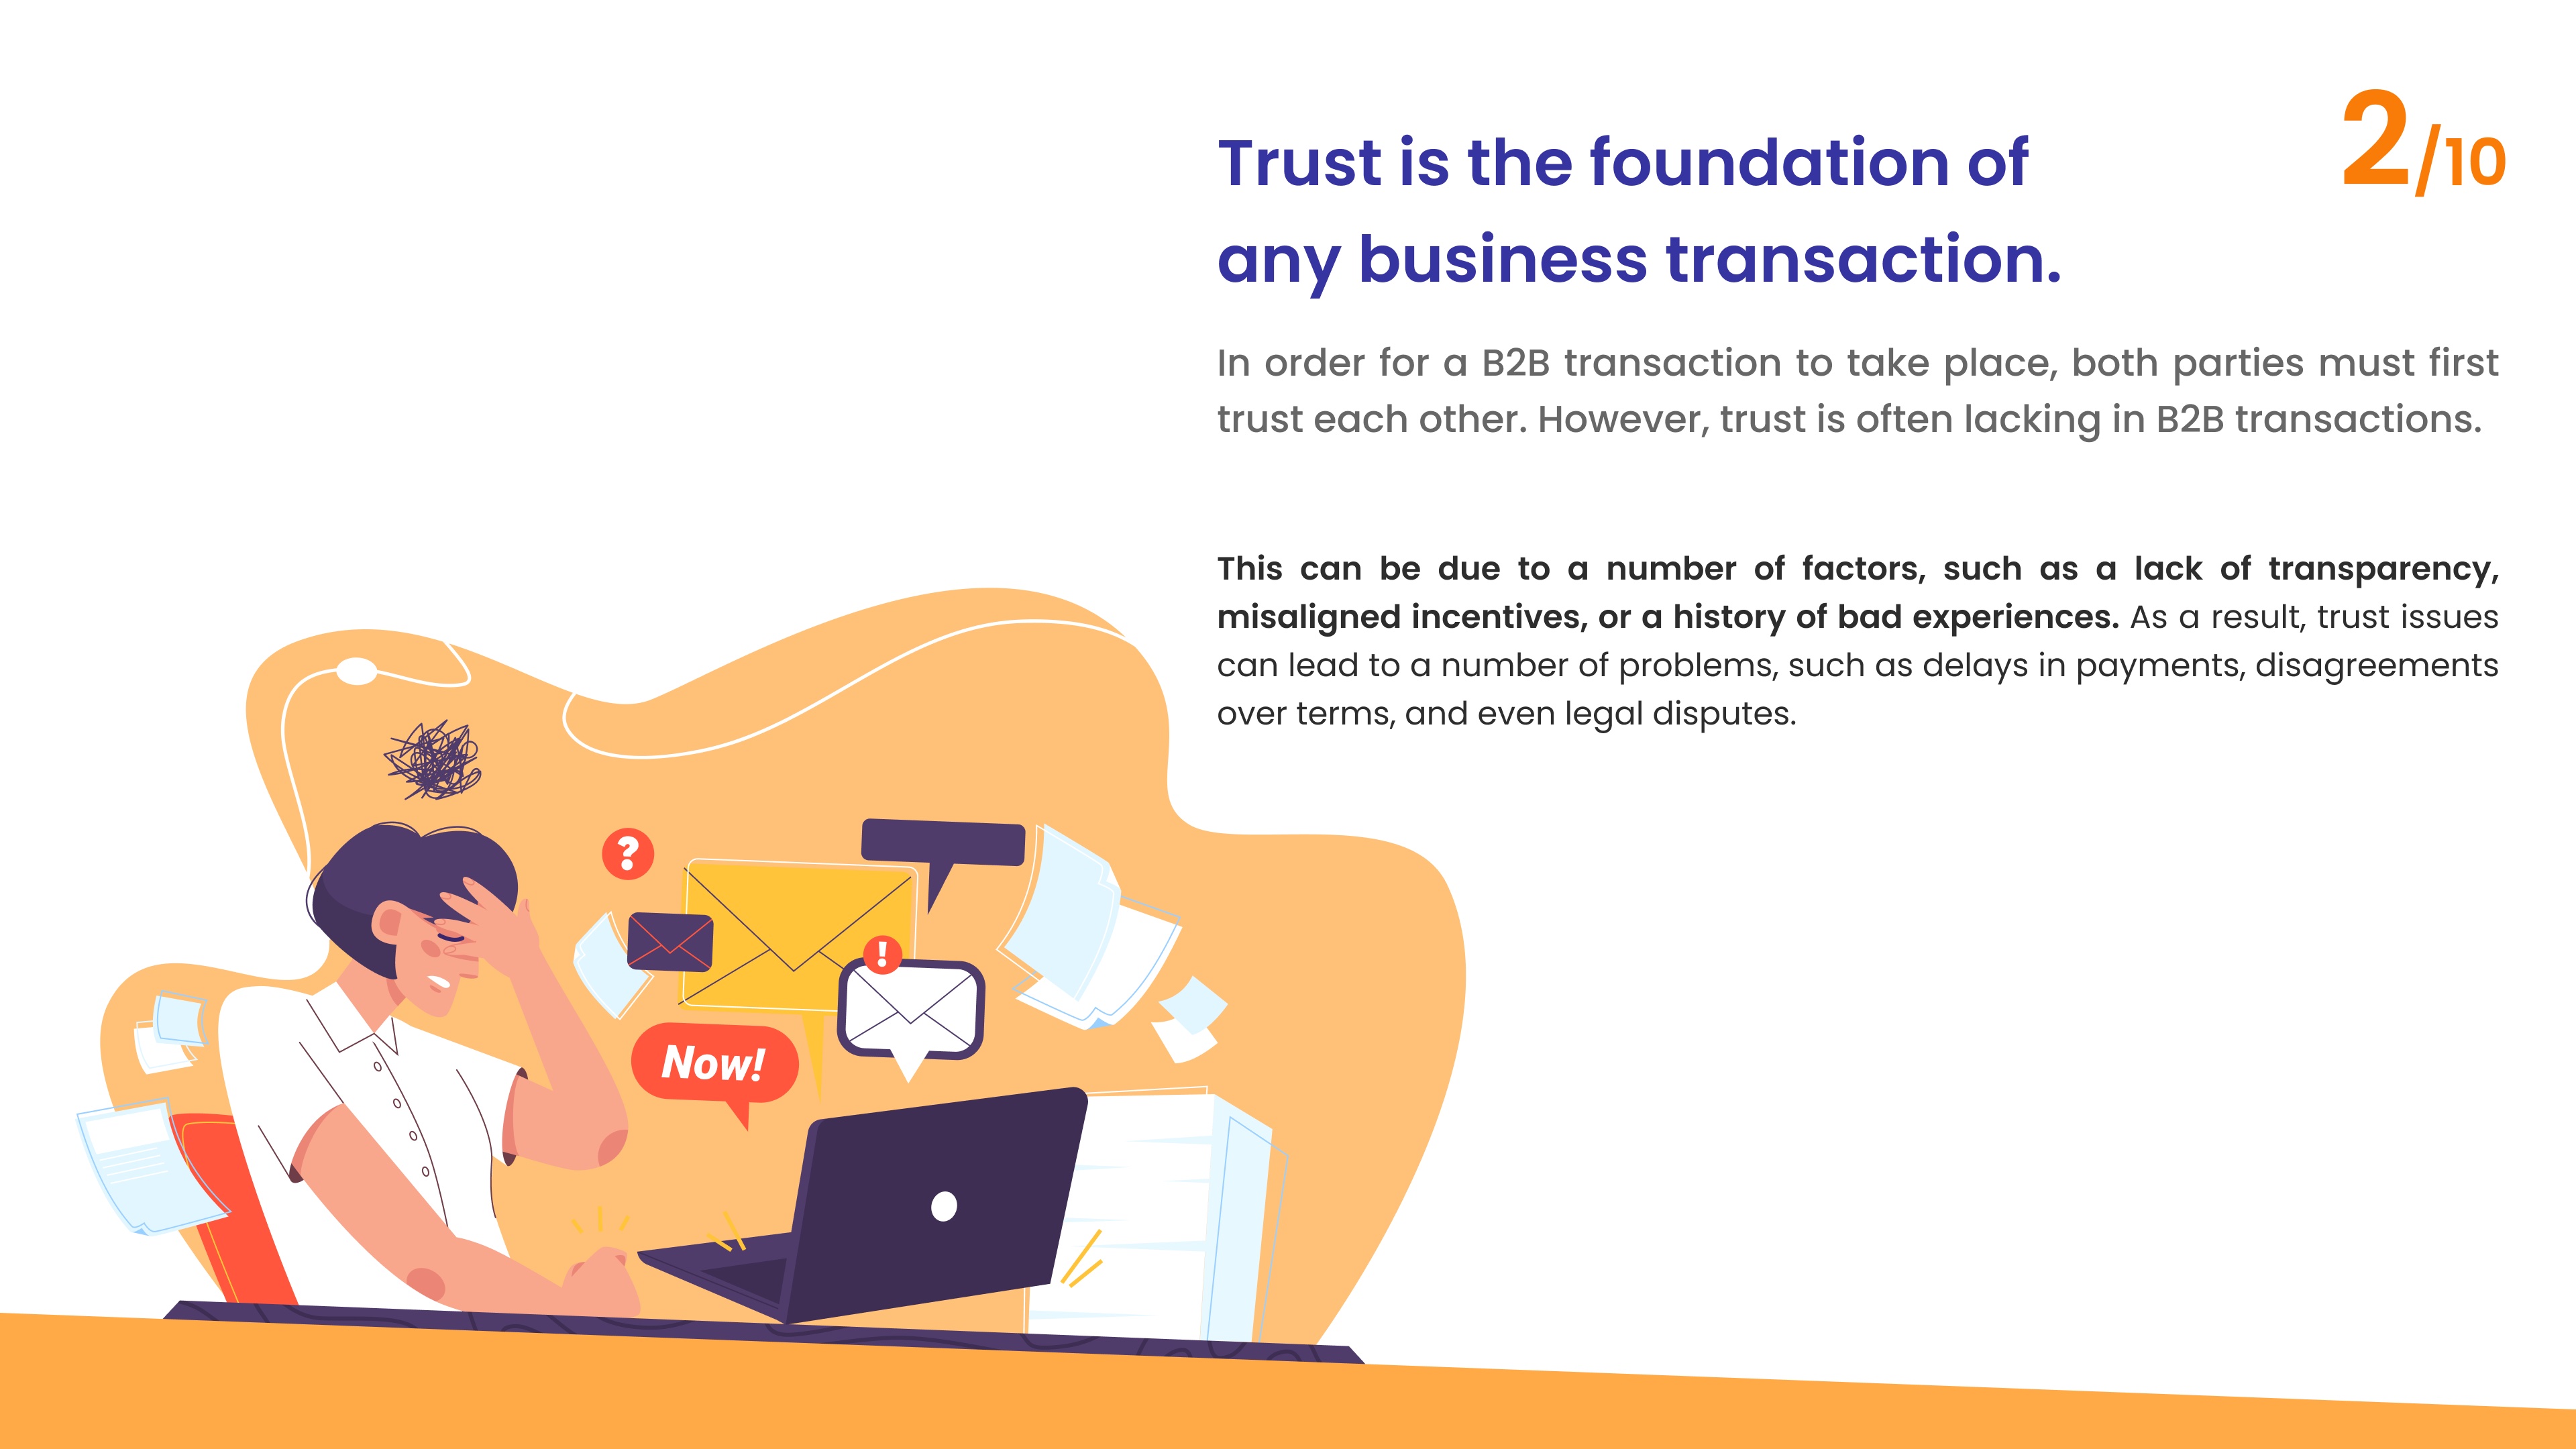 Trust is the foundation of
any business transaction.
2/10
In order for a B2B transaction to take place, both parties must first
trust each other. However, trust is often lacking in B2B transactions.
This can be due to a number of factors, such as a lack of transparency,
misaligned incentives, or a history of bad experiences. As a result, trust issues
can lead to a number of problems, such as delays in payments, disagreements
over terms, and even legal disputes.
?
!
Now!